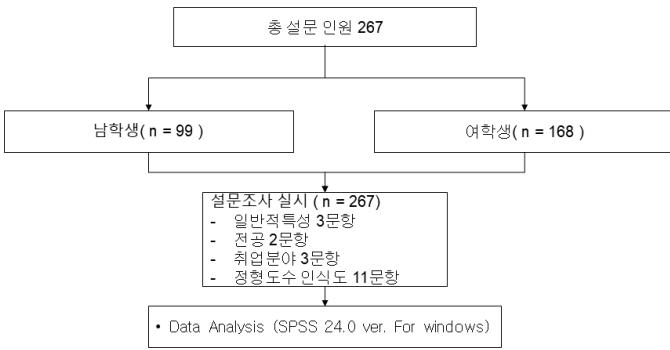 총 설문 인원 267
남학생( n = 99 )
여학생( n = 168 )
설문조사 실시 ( n = 267)
- 일반적특성 3문항
- 전공 2문항
- 취업분야 3문항
- 정형도수 인식도 11문항
• Data Analysis (SPSS 24.0 ver. For windows)